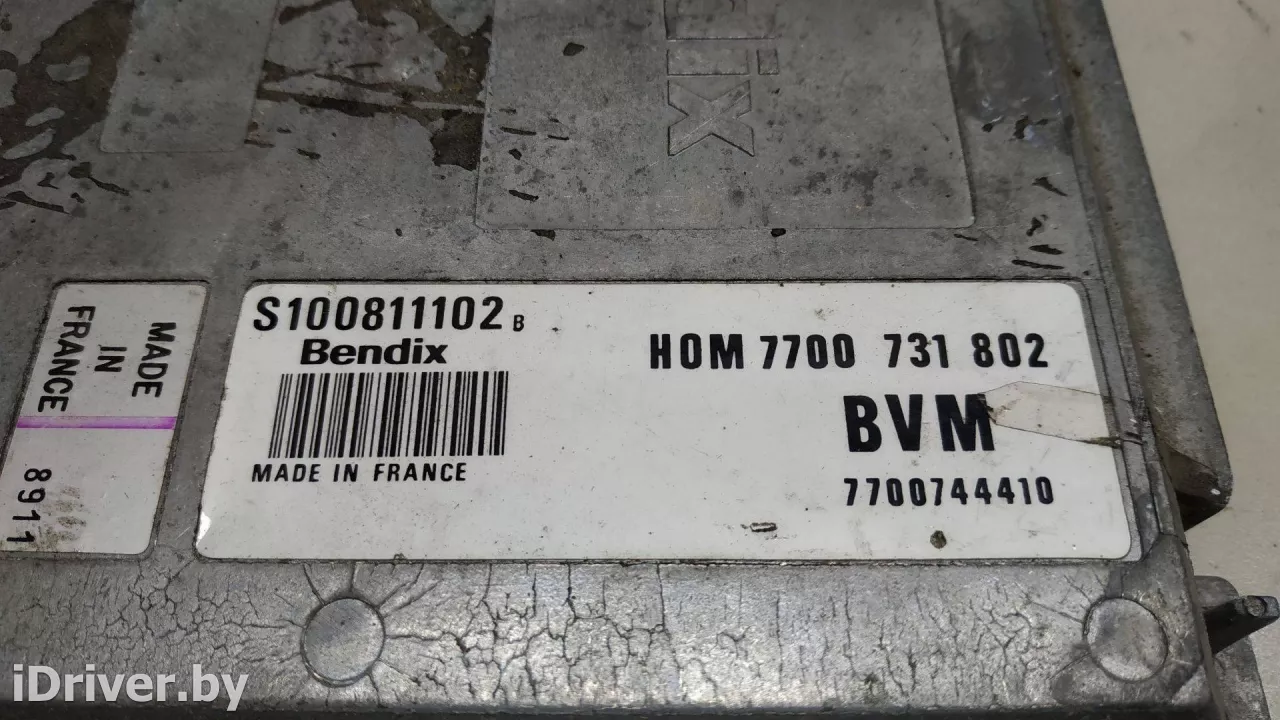 S100811102 B
Bendix
MADE IN FRANCE
HOM 7700 731 802
BVM
7700744410
MADE
IN
FRANCE
8911
iDriver.by